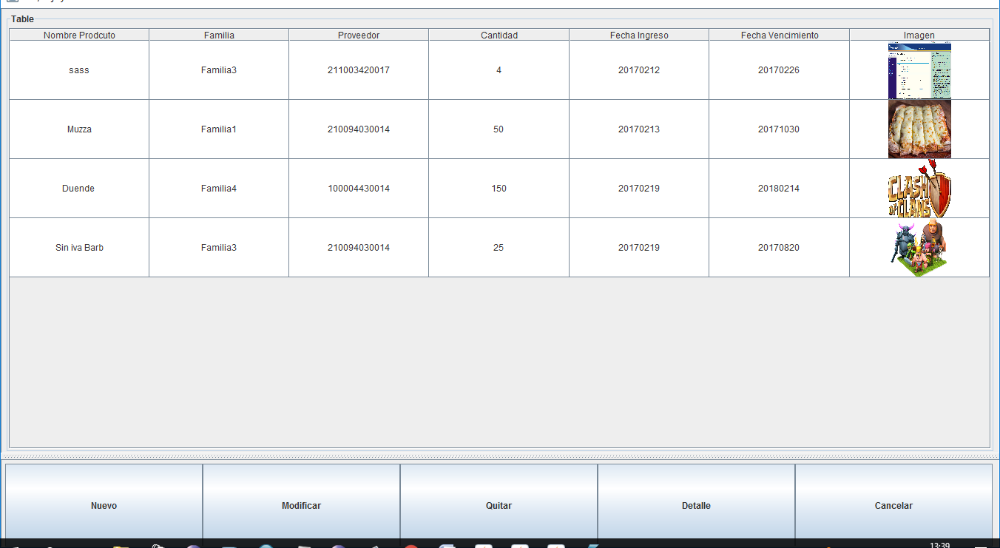 Table
Nombre Prodcuto Familia Proveedor Cantidad Fecha Ingreso Fecha Vencimiento Imagen
sass Familia3 211003420017 4 20170212 20170226
Muzza Familia1 210094030014 50 20170213 20171030
Duende Familia4 100004430014 150 20170219 20180214
CLASH
OF CLANS
Sin iva Barb Familia3 210094030014 25 20170219 20170820
Nuevo Modificar Quitar Detalle Cancelar
13:39